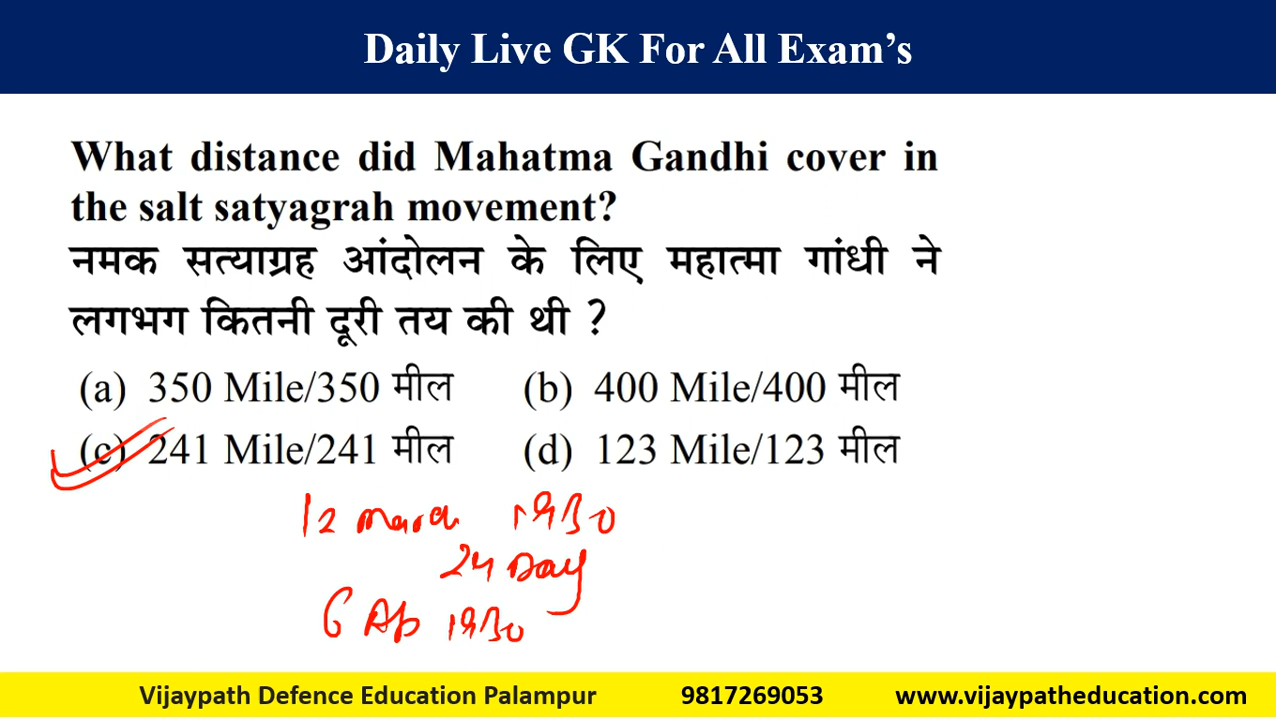 Daily Live GK For All Exam's
What distance did Mahatma Gandhi cover in
the salt satyagrah movement?
नमक सत्याग्रह आंदोलन के लिए महात्मा गांधी ने
लगभग कितनी दूरी तय की थी ?
(a) 350 Mile/350 मील (b) 400 Mile/400 मील
(c) 241 Mile/241 मील (d) 123 Mile/123 मील
12 march 1930
24 Day
6 Ap 1930
Vijaypath Defence Education Palampur 9817269053 www.vijaypatheducation.com